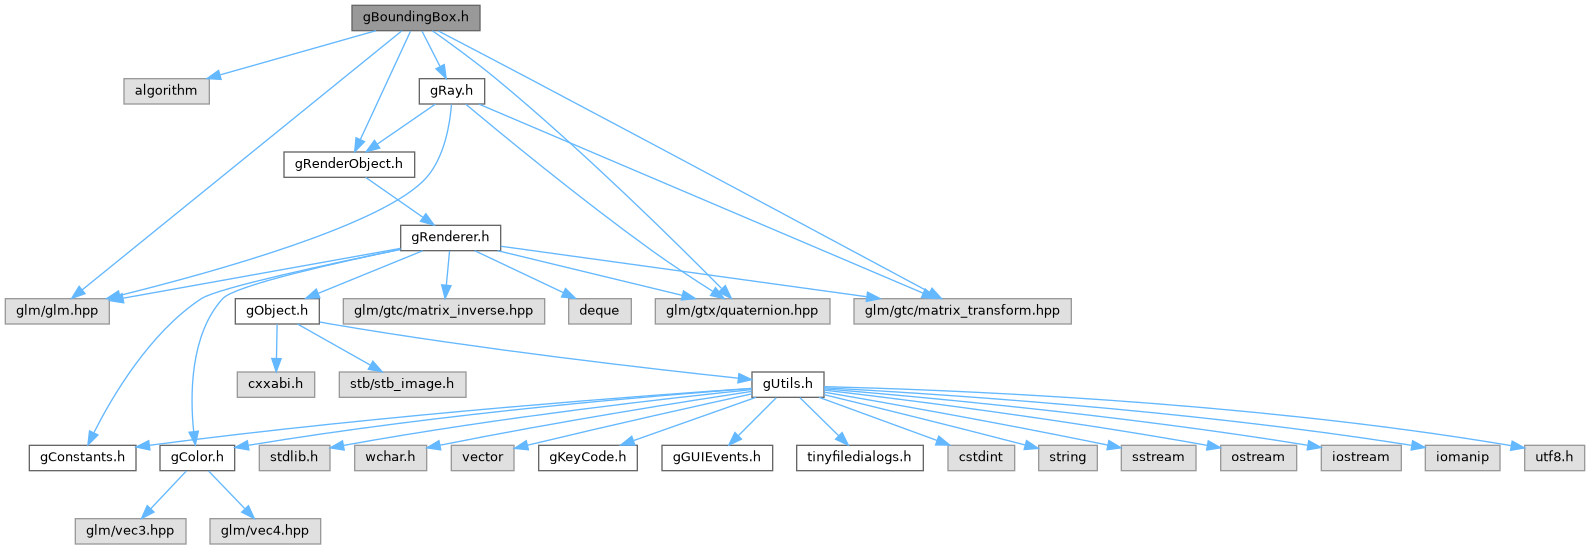 gBoundingBox.h
algorithm
gRay.h
gRenderObject.h
gRenderer.h
glm/glm.hpp
gObject.h
glm/gtc/matrix_inverse.hpp
deque
glm/gtx/quaternion.hpp
glm/gtc/matrix_transform.hpp
cxxabi.h
stb/stb_image.h
gUtils.h
gConstants.h
gColor.h
stdlib.h
wchar.h
vector
gKeyCode.h
gGUIEvents.h
tinyfiledialogs.h
cstdint
string
sstream
ostream
iostream
iomanip
utf8.h
glm/vec3.hpp
glm/vec4.hpp